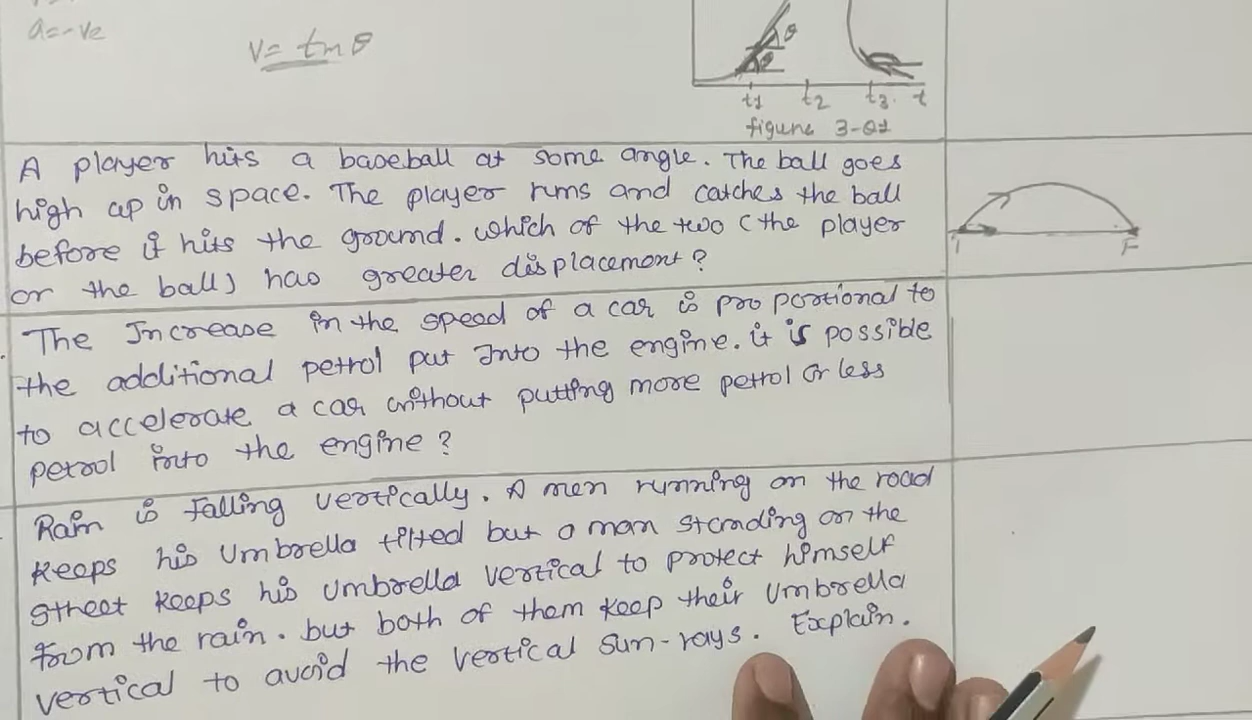 a=-ve
v= tanθ
θ
θ
t1 t2 t3. t
figure 3-Q1
A player hits a baseball at some angle. The ball goes
high up in space. The player runs and catches the ball
before it hits the ground. which of the two (the player
or the ball) has greater displacement?
F
The Increase in the speed of a car is proportional to
the additional petrol put Into the engine. it is possible
to accelerate a car without putting more petrol or less
petrol into the engine?
Rain is falling vertically. A men running on the road
keeps his umbrella tilted but a man standing on the
street keeps his umbrella vertical to protect himself
from the rain. but both of them keep their umbrella
vertical to avoid the vertical sun-rays. Explain.